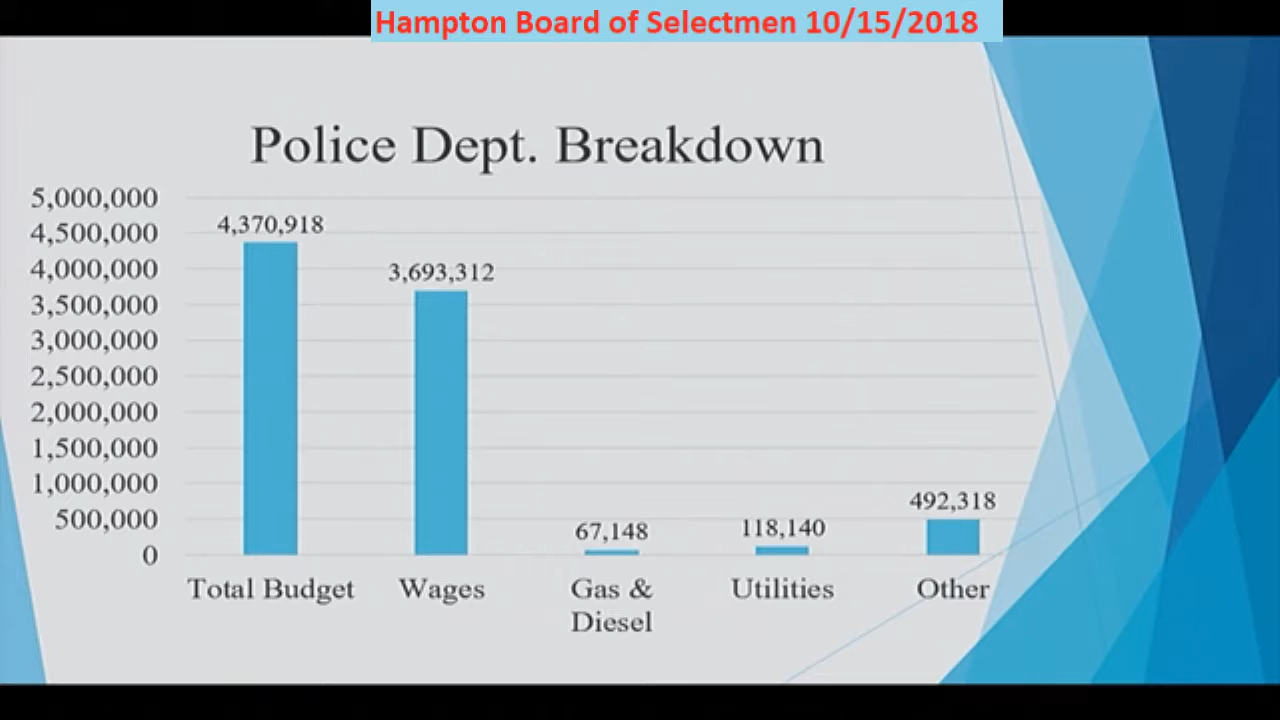 Hampton Board of Selectmen 10/15/2018
Police Dept. Breakdown
5,000,000
4,500,000
4,000,000
3,500,000
3,000,000
2,500,000
2,000,000
1,500,000
1,000,000
500,000
0
4,370,918
3,693,312
67,148
118,140
492,318
Total Budget
Wages
Gas &
Diesel
Utilities
Other